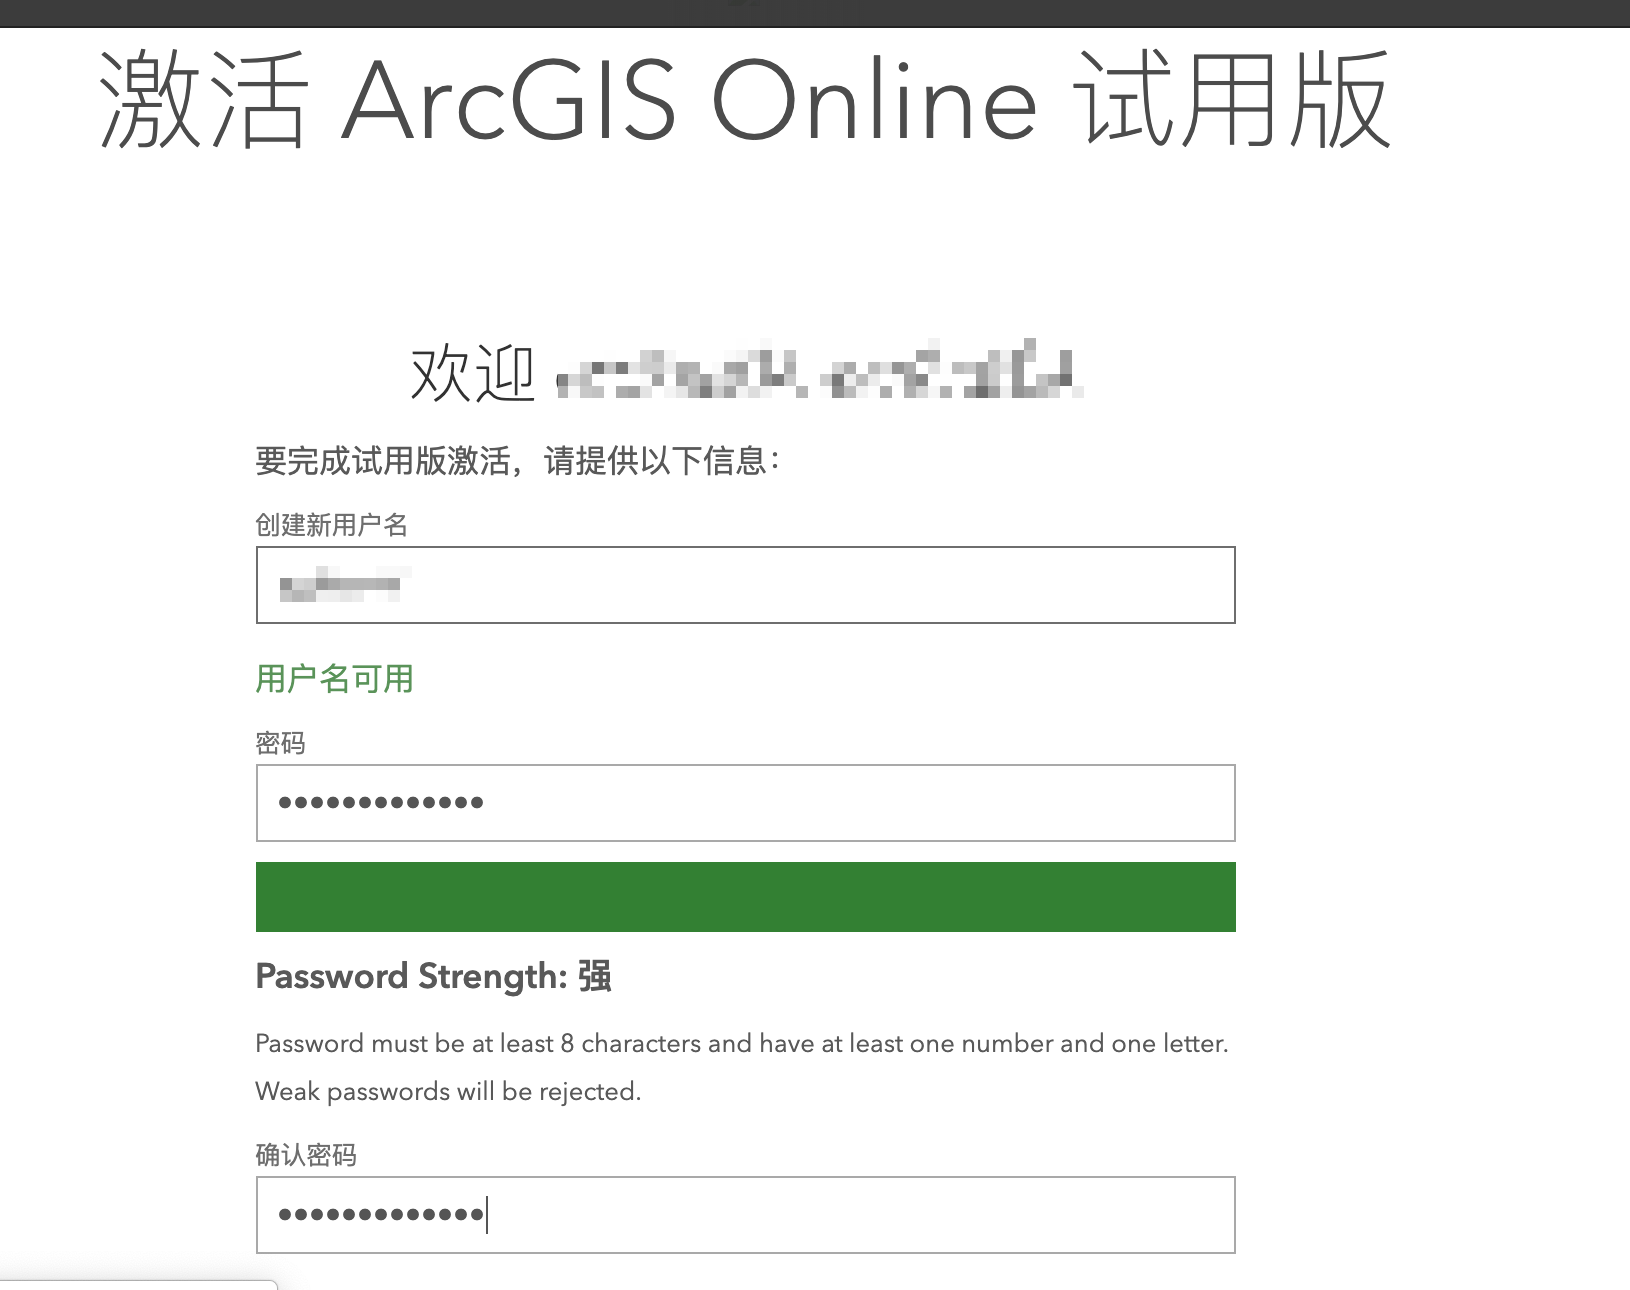 激活 ArcGIS Online 试用版
欢迎
要完成试用版激活，请提供以下信息：
创建新用户名
用户名可用
密码
•••••••••••••
Password Strength: 强
Password must be at least 8 characters and have at least one number and one letter.
Weak passwords will be rejected.
确认密码
•••••••••••••